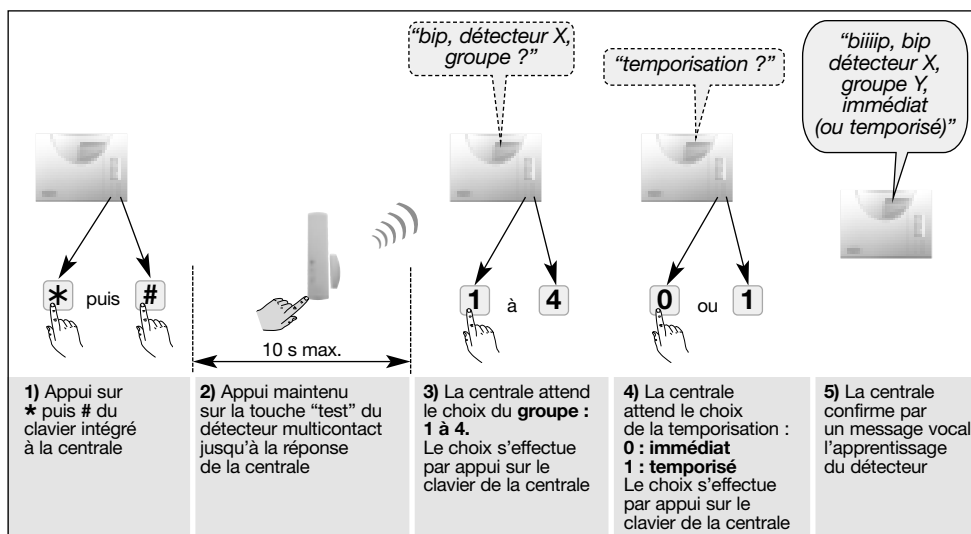 “bip, détecteur X,
groupe ?”
“temporisation ?”
“biiiip, bip
détecteur X,
groupe Y,
immédiat
(ou temporisé)”
* puis #
10 s max.
1 à 4
0 ou 1
1) Appui sur
* puis # du
clavier intégré
à la centrale
2) Appui maintenu
sur la touche “test” du
détecteur multicontact
jusqu’à la réponse
de la centrale
3) La centrale attend
le choix du groupe :
1 à 4.
Le choix s’effectue
par appui sur le
clavier de la centrale
4) La centrale
attend le choix
de la temporisation :
0 : immédiat
1 : temporisé
Le choix s’effectue
par appui sur le
clavier de la centrale
5) La centrale
confirme par
un message vocal
l’apprentissage
du détecteur